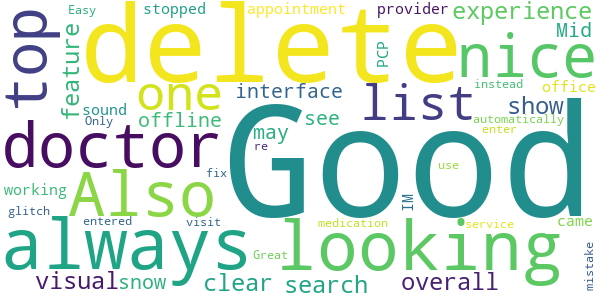 Easy stopped appointment provider experience
top delete nice
feature PCP Mid
one interface list show instead office
sound Only offline see automatically enter
doctor may Good
re
Also fix use
working IM
glitch entered visit medication service came
always looking
Great
visual snow clear search overall mistake